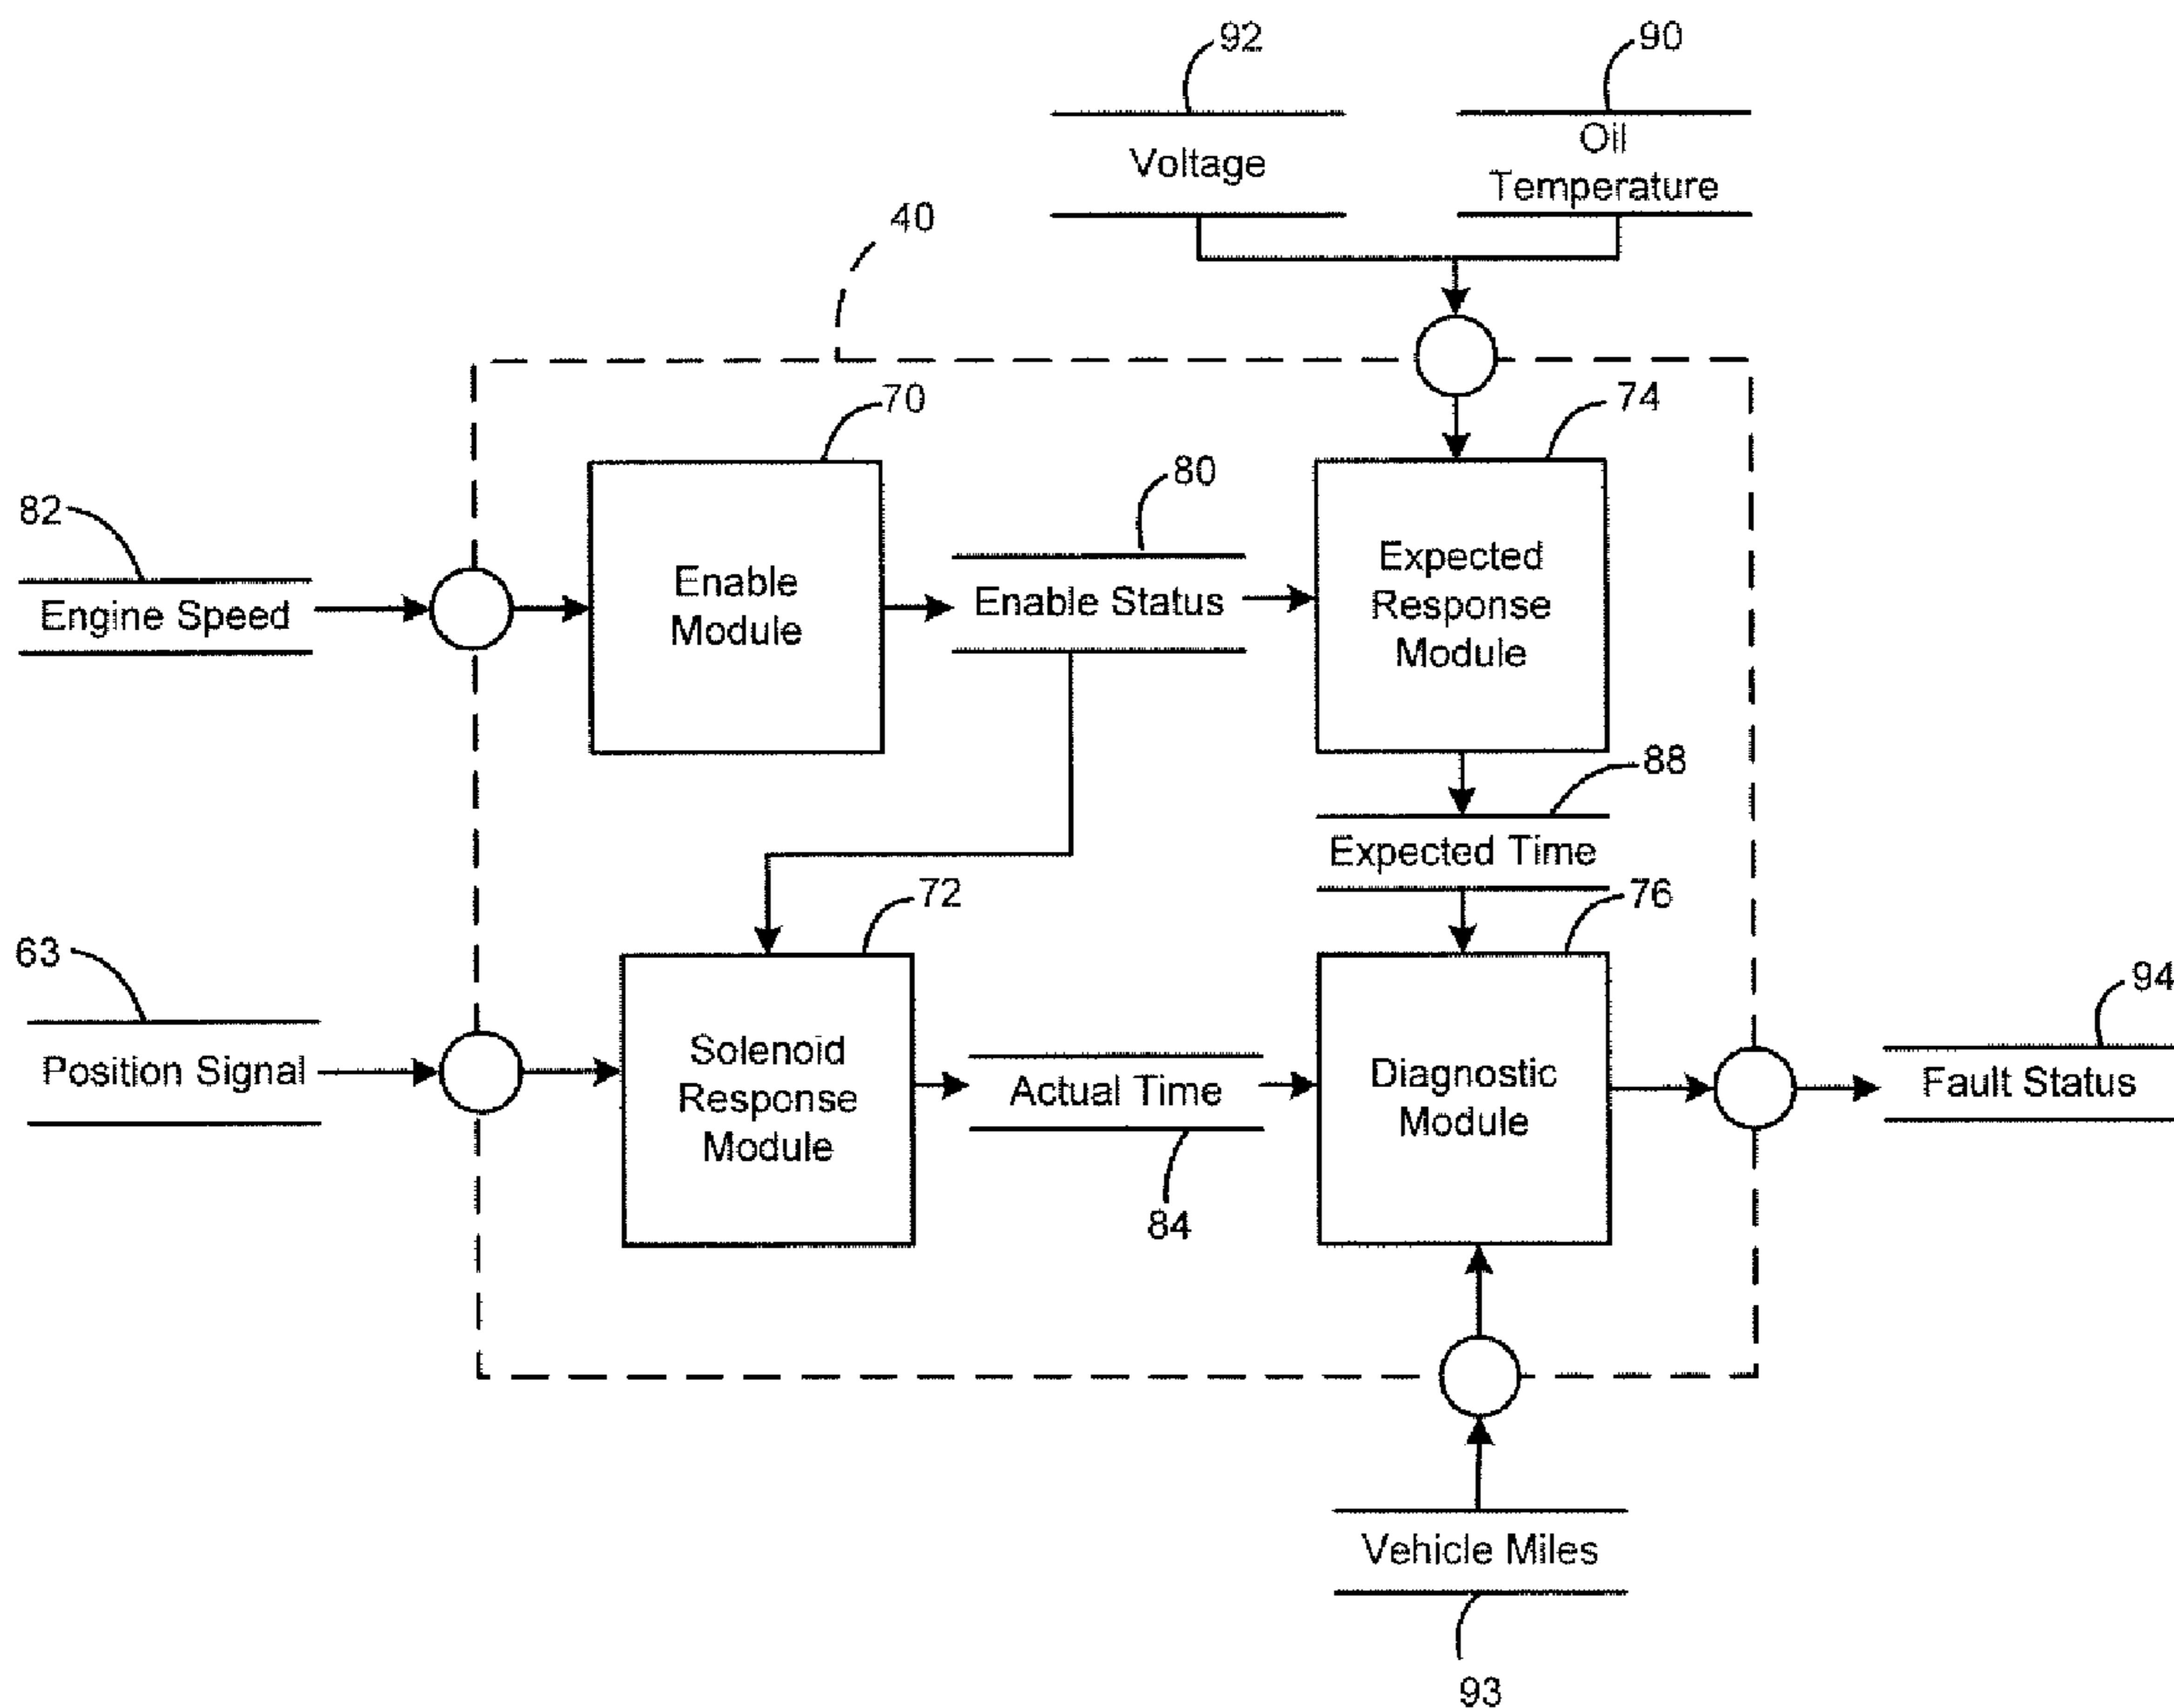 92
90
Voltage
Oil
Temperature
40
70
74
82
80
Engine Speed
Enable
Module
Enable Status
Expected
Response
Module
88
Expected Time
72
76
63
94
Position Signal
Solenoid
Response
Module
Actual Time
Diagnostic
Module
Fault Status
84
Vehicle Miles
93